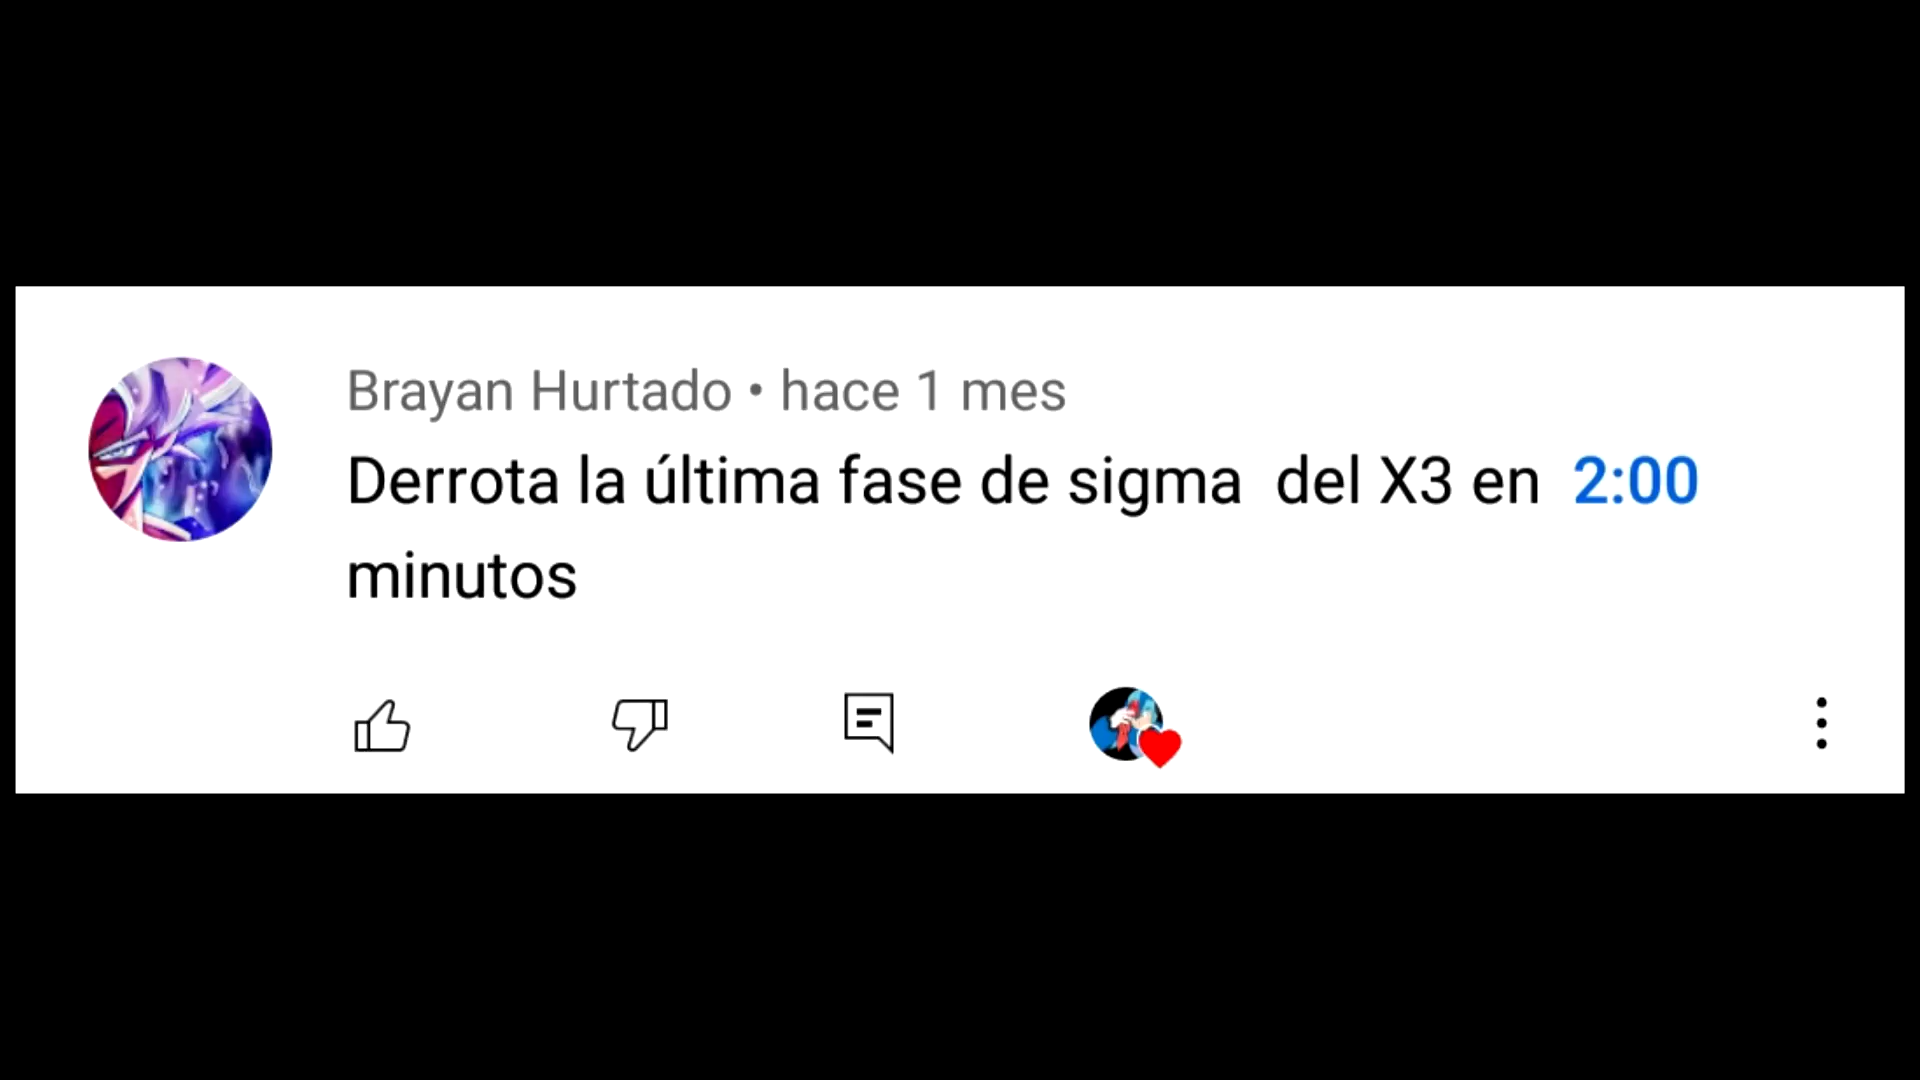 Brayan Hurtado • hace 1 mes
Derrota la última fase de sigma  del X3 en  2:00
minutos